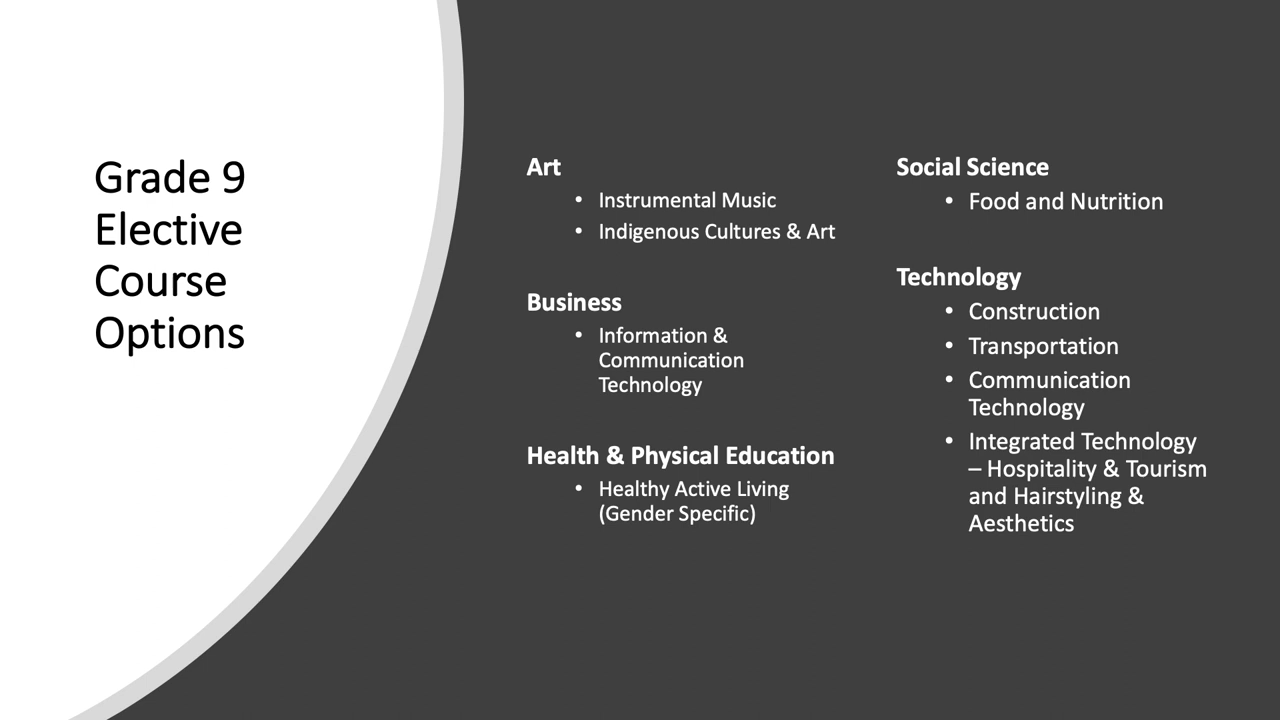 Grade 9
Elective
Course
Options
Art
• Instrumental Music
• Indigenous Cultures & Art
Business
• Information &
Communication
Technology
Health & Physical Education
• Healthy Active Living
(Gender Specific)
Social Science
• Food and Nutrition
Technology
• Construction
• Transportation
• Communication
Technology
• Integrated Technology
– Hospitality & Tourism
and Hairstyling &
Aesthetics